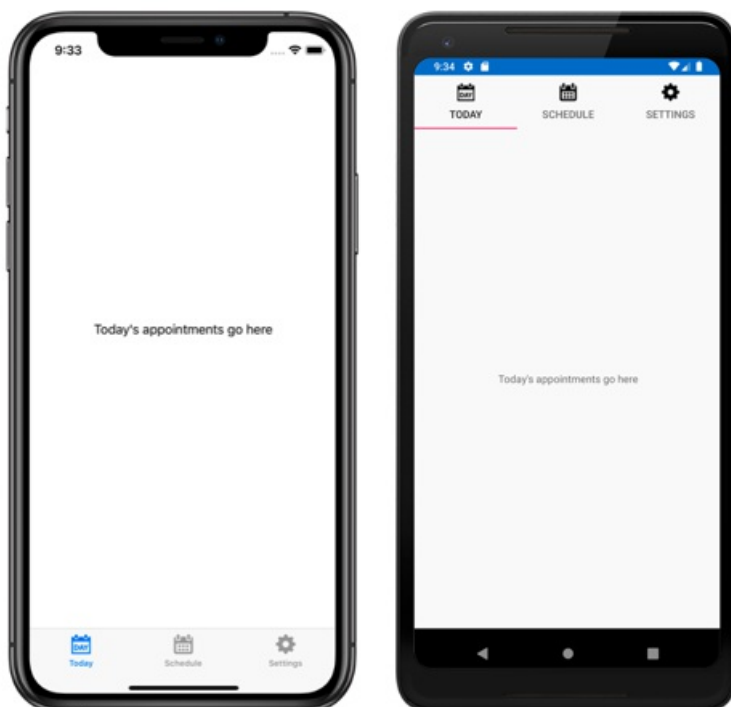 9:33
Today's appointments go here
DAY
Today
Schedule
Settings
9:34
DAY
TODAY
SCHEDULE
SETTINGS
Today's appointments go here